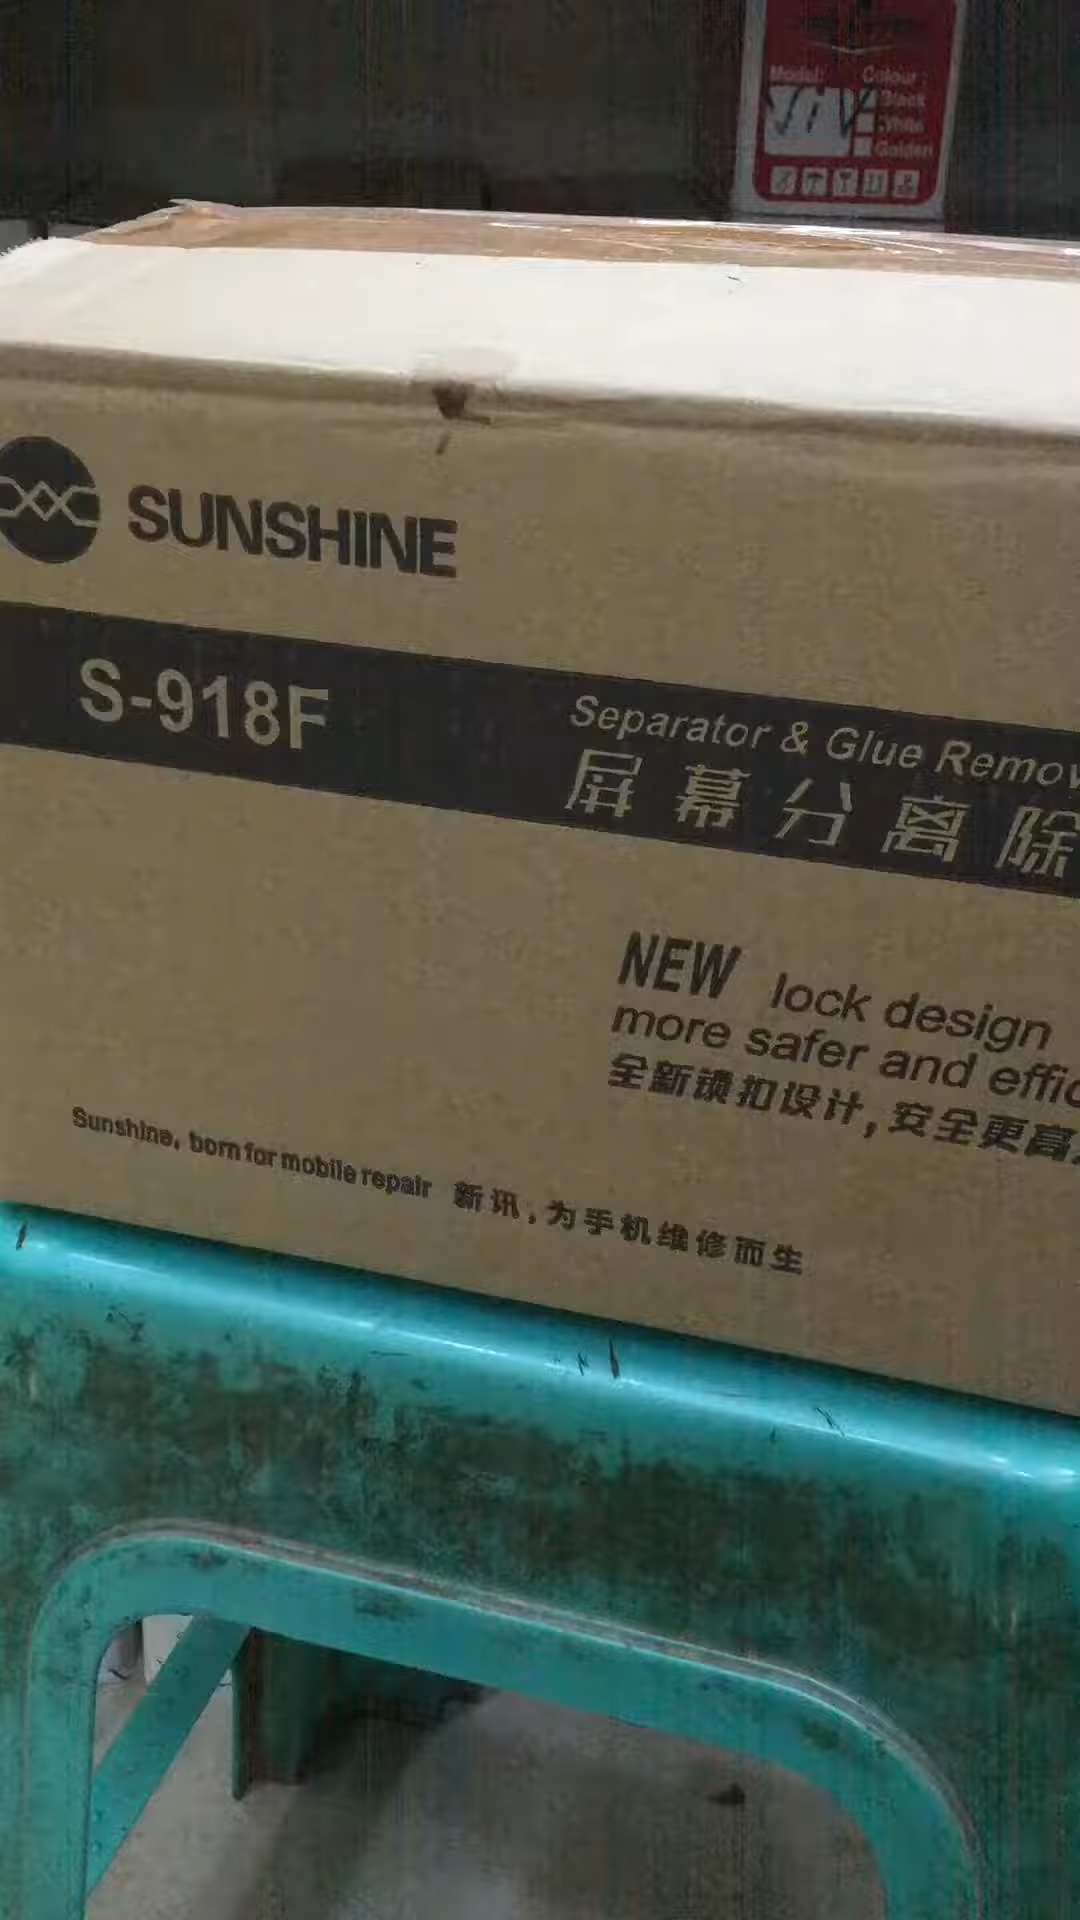 Model: Colour:
VIV Black
White
Golden
SUNSHINE
S-918F
Separator & Glue Remov
屏幕分离除
NEW lock design
more safer and effic
全新镜扣设计,安全更高
Sunshine, born for mobile repair 新讯,为手机维修而生